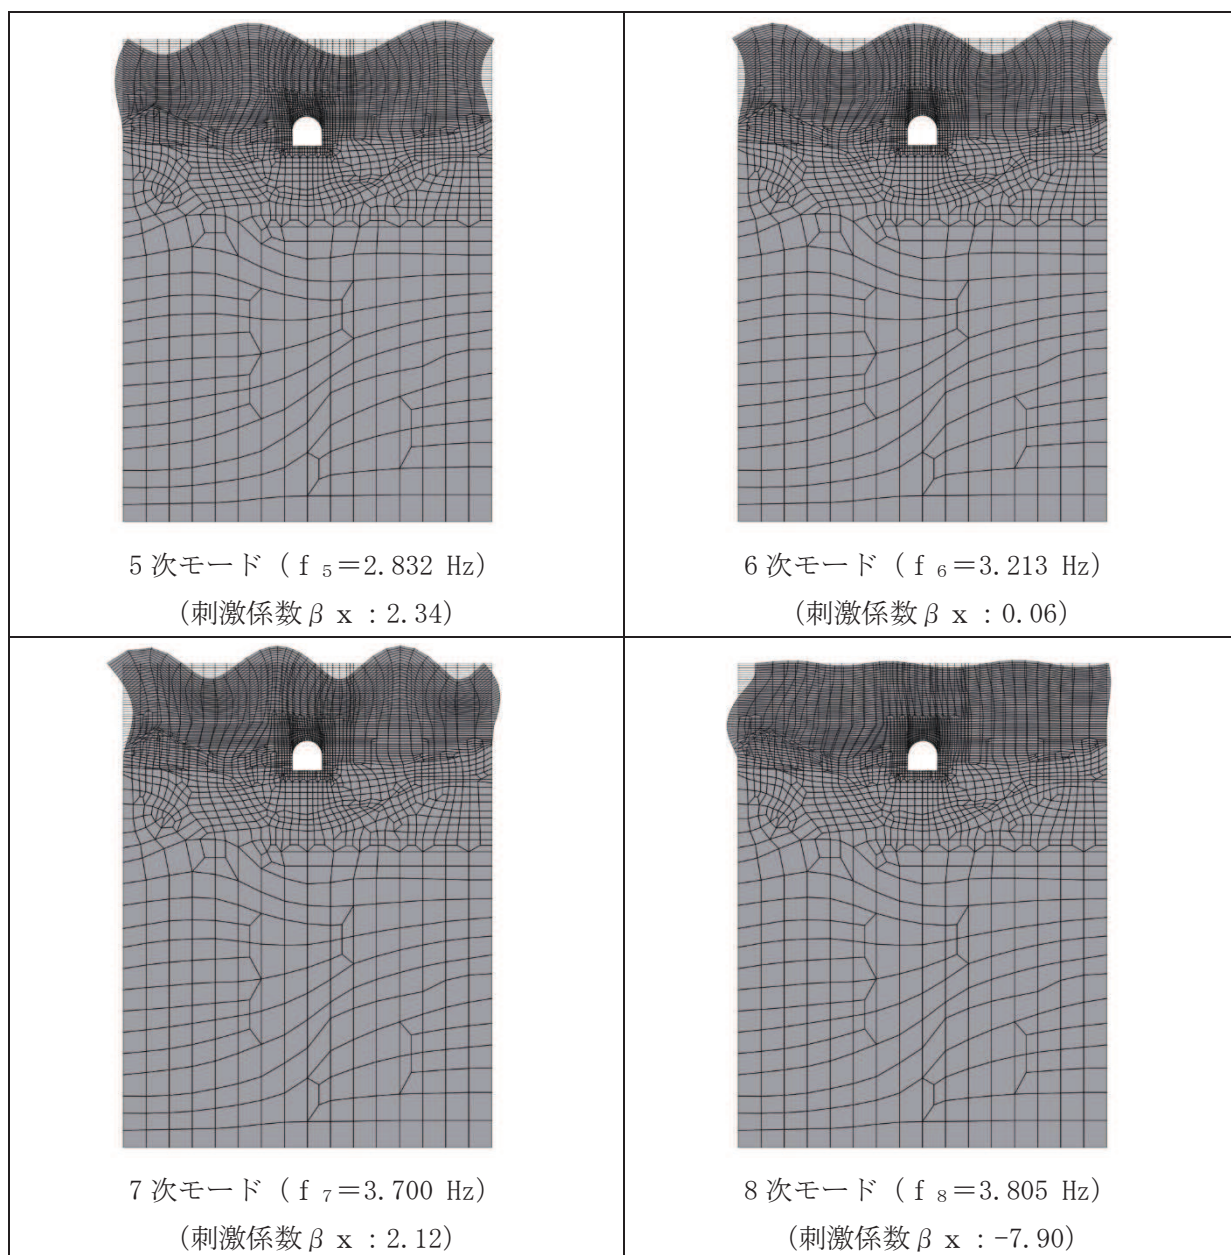 5 次モード（f ₅＝2.832 Hz）
（刺激係数β x ：2.34）
6 次モード（f ₆＝3.213 Hz）
（刺激係数β x ：0.06）
7 次モード（f ₇＝3.700 Hz）
（刺激係数β x ：2.12）
8 次モード（f ₈＝3.805 Hz）
（刺激係数β x ：-7.90）